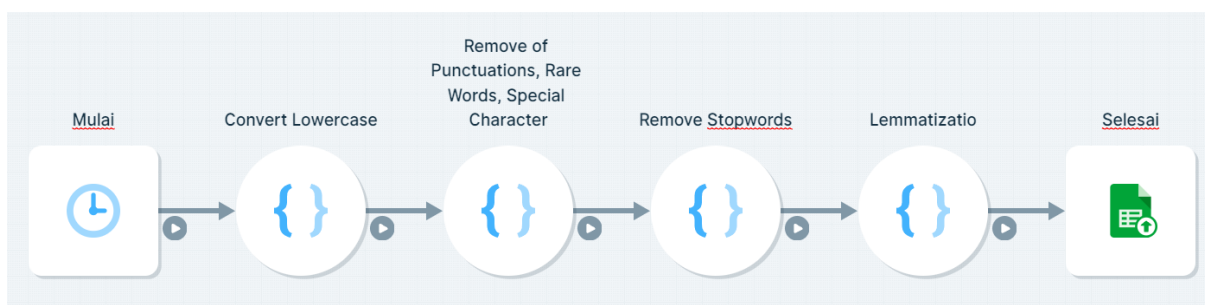 Mulai
Convert Lowercase
Remove of
Punctuations, Rare
Words, Special
Character
Remove Stopwords
Lemmatizatio
Selesai